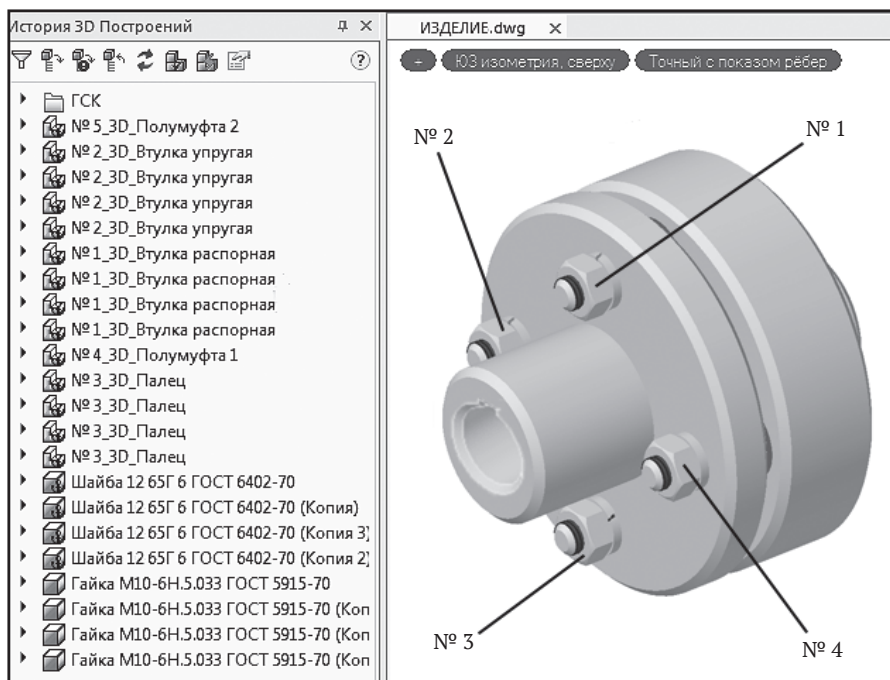 История 3D Построений
ИЗДЕЛИЕ.dwg
+
ЮЗ изометрия, сверху
Точный с показом рёбер
ГСК
№ 5_3D_Полумуфта 2
№ 2_3D_Втулка упругая
№ 2_3D_Втулка упругая
№ 2_3D_Втулка упругая
№ 2_3D_Втулка упругая
№ 1_3D_Втулка распорная
№ 1_3D_Втулка распорная
№ 1_3D_Втулка распорная
№ 1_3D_Втулка распорная
№ 4_3D_Полумуфта 1
№ 3_3D_Палец
№ 3_3D_Палец
№ 3_3D_Палец
№ 3_3D_Палец
Шайба 12 65Г 6 ГОСТ 6402-70
Шайба 12 65Г 6 ГОСТ 6402-70 (Копия)
Шайба 12 65Г 6 ГОСТ 6402-70 (Копия 3)
Шайба 12 65Г 6 ГОСТ 6402-70 (Копия 2)
Гайка М10-6Н.5.033 ГОСТ 5915-70
Гайка М10-6Н.5.033 ГОСТ 5915-70 (Коп
Гайка М10-6Н.5.033 ГОСТ 5915-70 (Коп
Гайка М10-6Н.5.033 ГОСТ 5915-70 (Коп
№ 1
№ 2
№ 3
№ 4